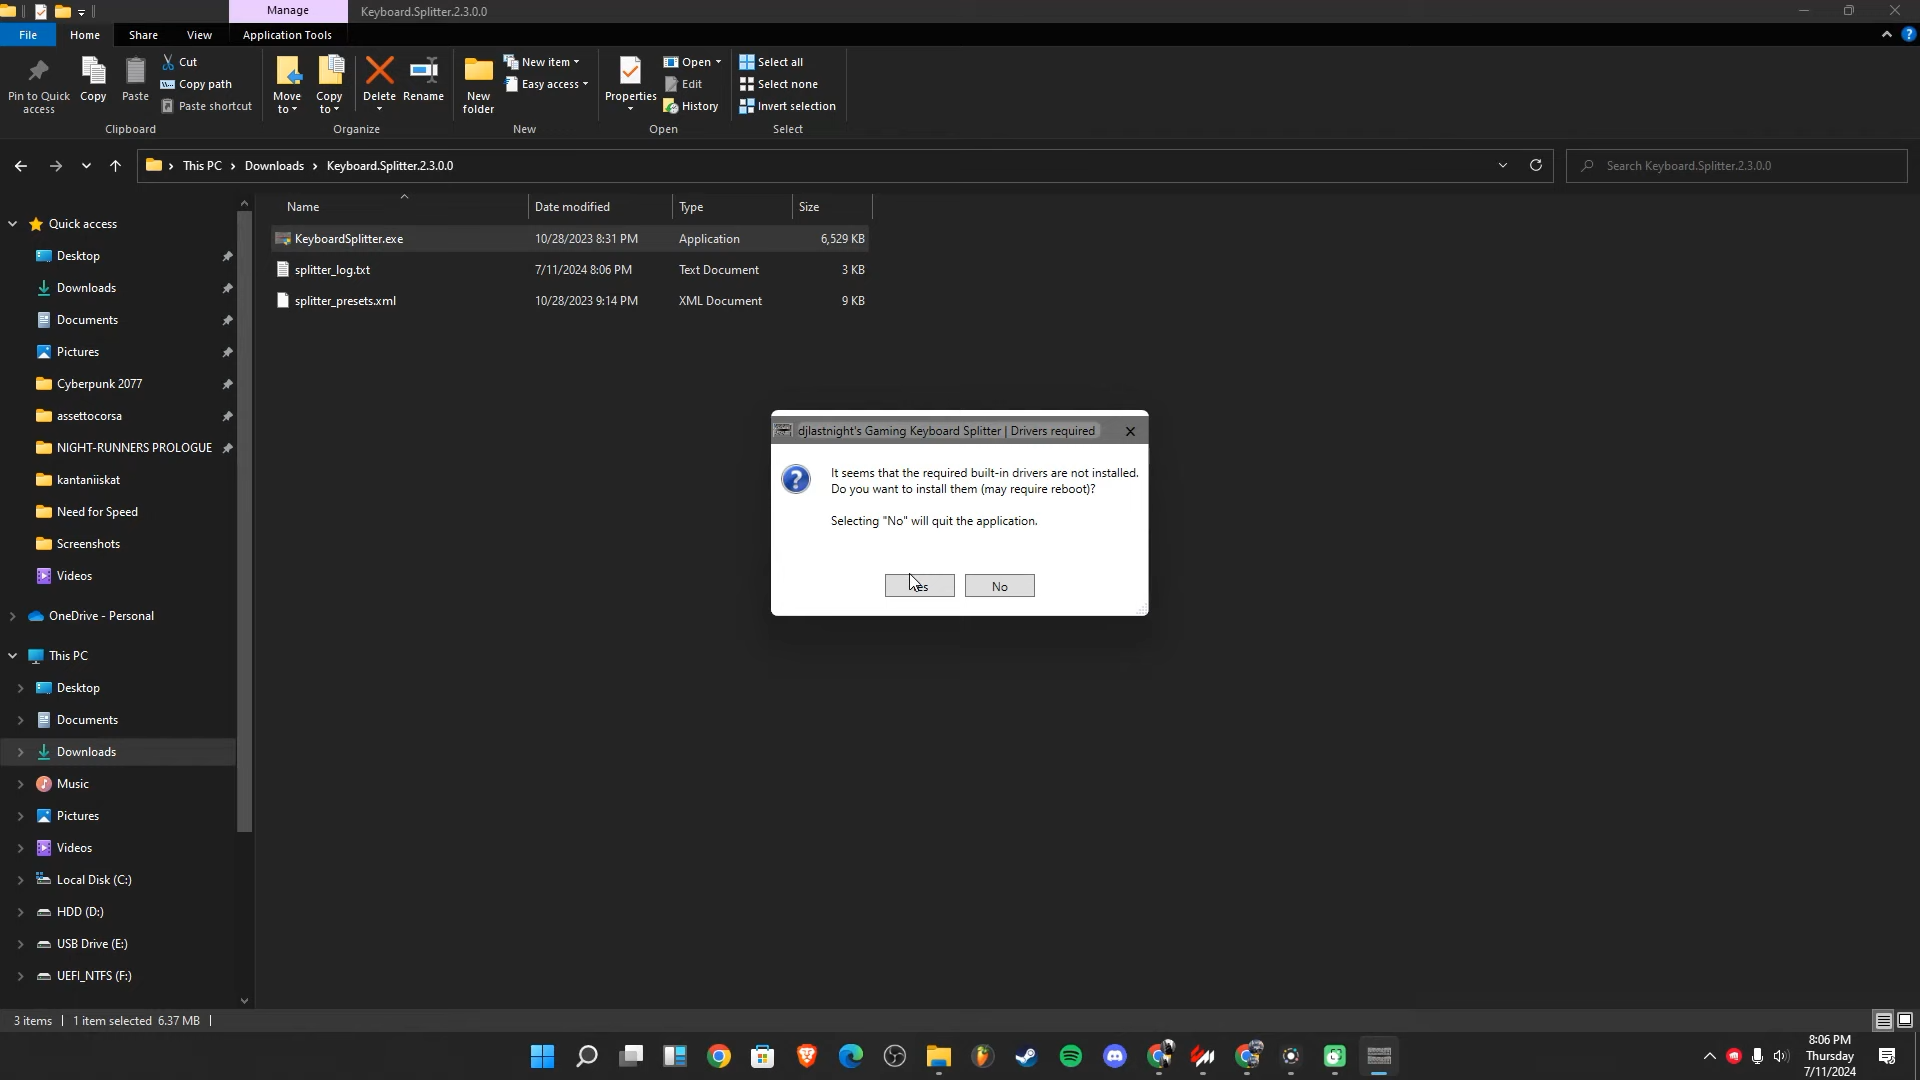 Manage
Keyboard.Splitter.2.3.0.0
File
Home
Share
View
Application Tools
Pin to Quick
access
Copy
Paste
Cut
Copy path
Paste shortcut
Clipboard
Move
to
Copy
to
Delete
Rename
Organize
New
folder
New item
Easy access
New
Properties
Open
Edit
History
Open
Select all
Select none
Invert selection
Select
This PC > Downloads > Keyboard.Splitter.2.3.0.0
Search Keyboard.Splitter.2.3.0.0
Name
Date modified
Type
Size
KeyboardSplitter.exe 10/28/2023 8:31 PM Application 6,529 KB
splitter_log.txt 7/11/2024 8:06 PM Text Document 3 KB
splitter_presets.xml 10/28/2023 9:14 PM XML Document 9 KB
Quick access
Desktop
Downloads
Documents
Pictures
Cyberpunk 2077
assettocorsa
NIGHT-RUNNERS PROLOGUE
kantaniiskat
Need for Speed
Screenshots
Videos
OneDrive - Personal
This PC
Desktop
Documents
Downloads
Music
Pictures
Videos
Local Disk (C:)
HDD (D:)
USB Drive (E:)
UEFI_NTFS (F:)
djlastnight's Gaming Keyboard Splitter | Drivers required
It seems that the required built-in drivers are not installed.
Do you want to install them (may require reboot)?
Selecting "No" will quit the application.
Yes
No
3 items
1 item selected 6.37 MB
8:06 PM
Thursday
7/11/2024